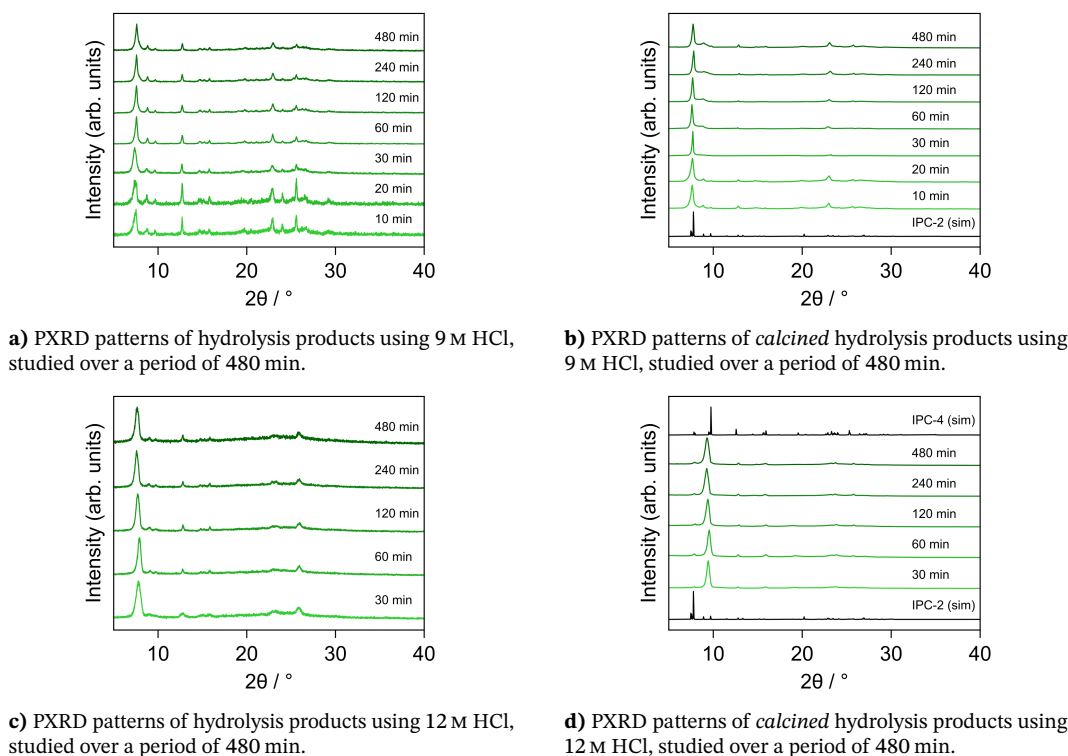 Intensity (arb. units)
480 min
240 min
120 min
60 min
30 min
20 min
10 min
10 20 30 40
2θ / °
a) PXRD patterns of hydrolysis products using 9 M HCl,
studied over a period of 480 min.
Intensity (arb. units)
480 min
240 min
120 min
60 min
30 min
20 min
10 min
IPC-2 (sim)
10 20 30 40
2θ / °
b) PXRD patterns of calcined hydrolysis products using
9 M HCl, studied over a period of 480 min.
Intensity (arb. units)
480 min
240 min
120 min
60 min
30 min
10 20 30 40
2θ / °
c) PXRD patterns of hydrolysis products using 12 M HCl,
studied over a period of 480 min.
Intensity (arb. units)
IPC-4 (sim)
480 min
240 min
120 min
60 min
30 min
IPC-2 (sim)
10 20 30 40
2θ / °
d) PXRD patterns of calcined hydrolysis products using
12 M HCl, studied over a period of 480 min.